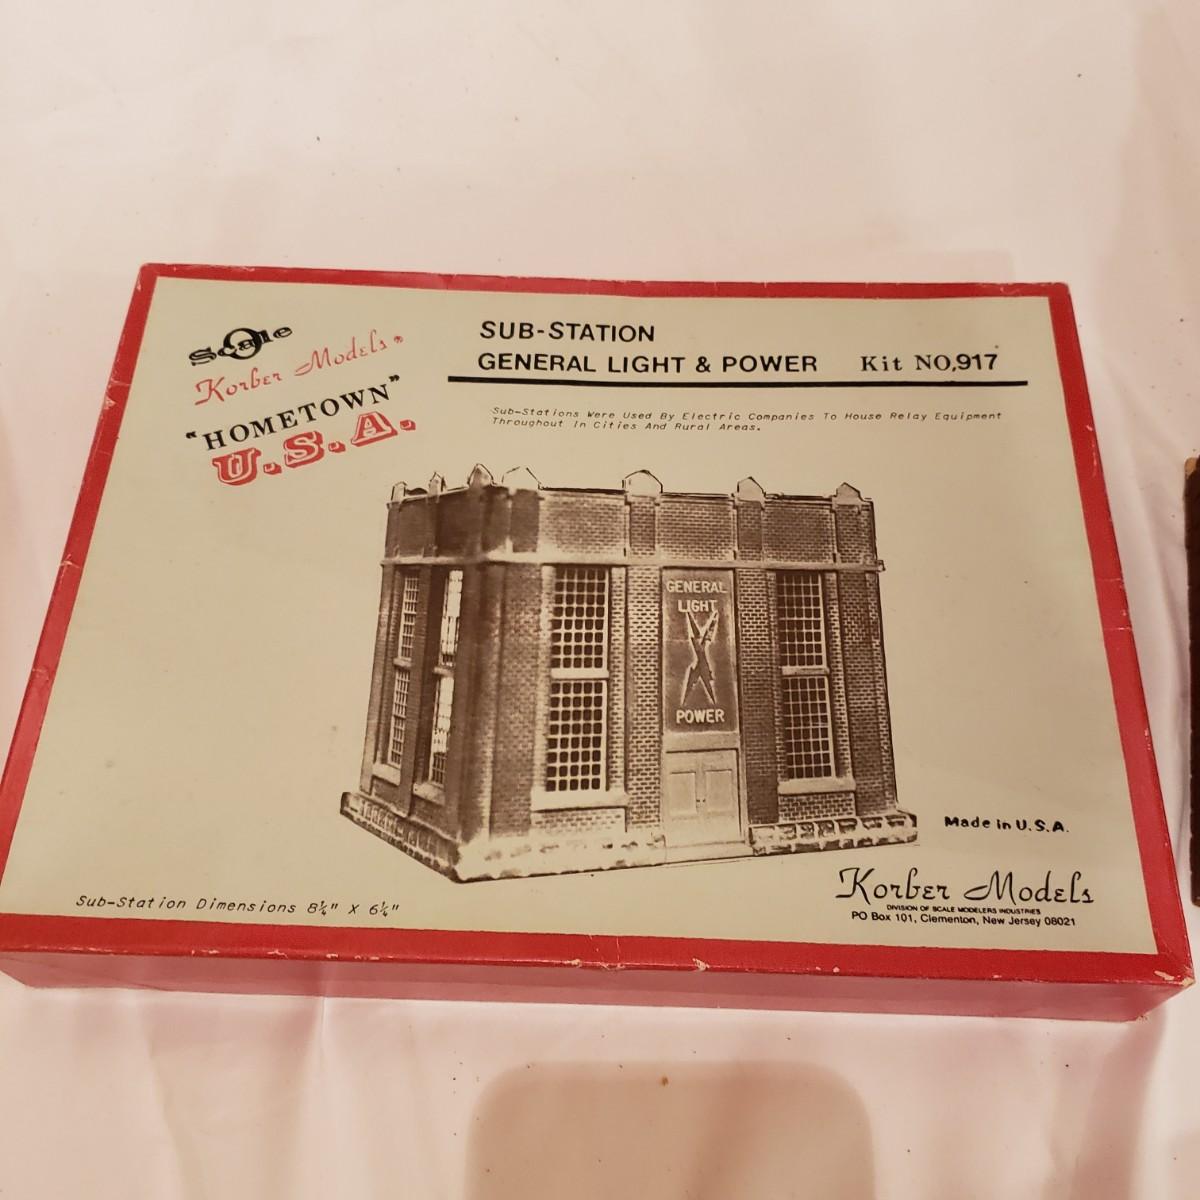 O Scale
Korber Models®
"HOMETOWN"
U.S.A.
SUB-STATION
GENERAL LIGHT & POWER Kit NO.917
Sub-Stations Were Used By Electric Companies To House Relay Equipment
Throughout In Cities And Rural Areas.
GENERAL
LIGHT
POWER
Made in U.S.A.
Sub-Station Dimensions 8¼" X 6¼"
Korber Models
DIVISION OF SCALE MODELERS INDUSTRIES
PO Box 101, Clementon, New Jersey 08021